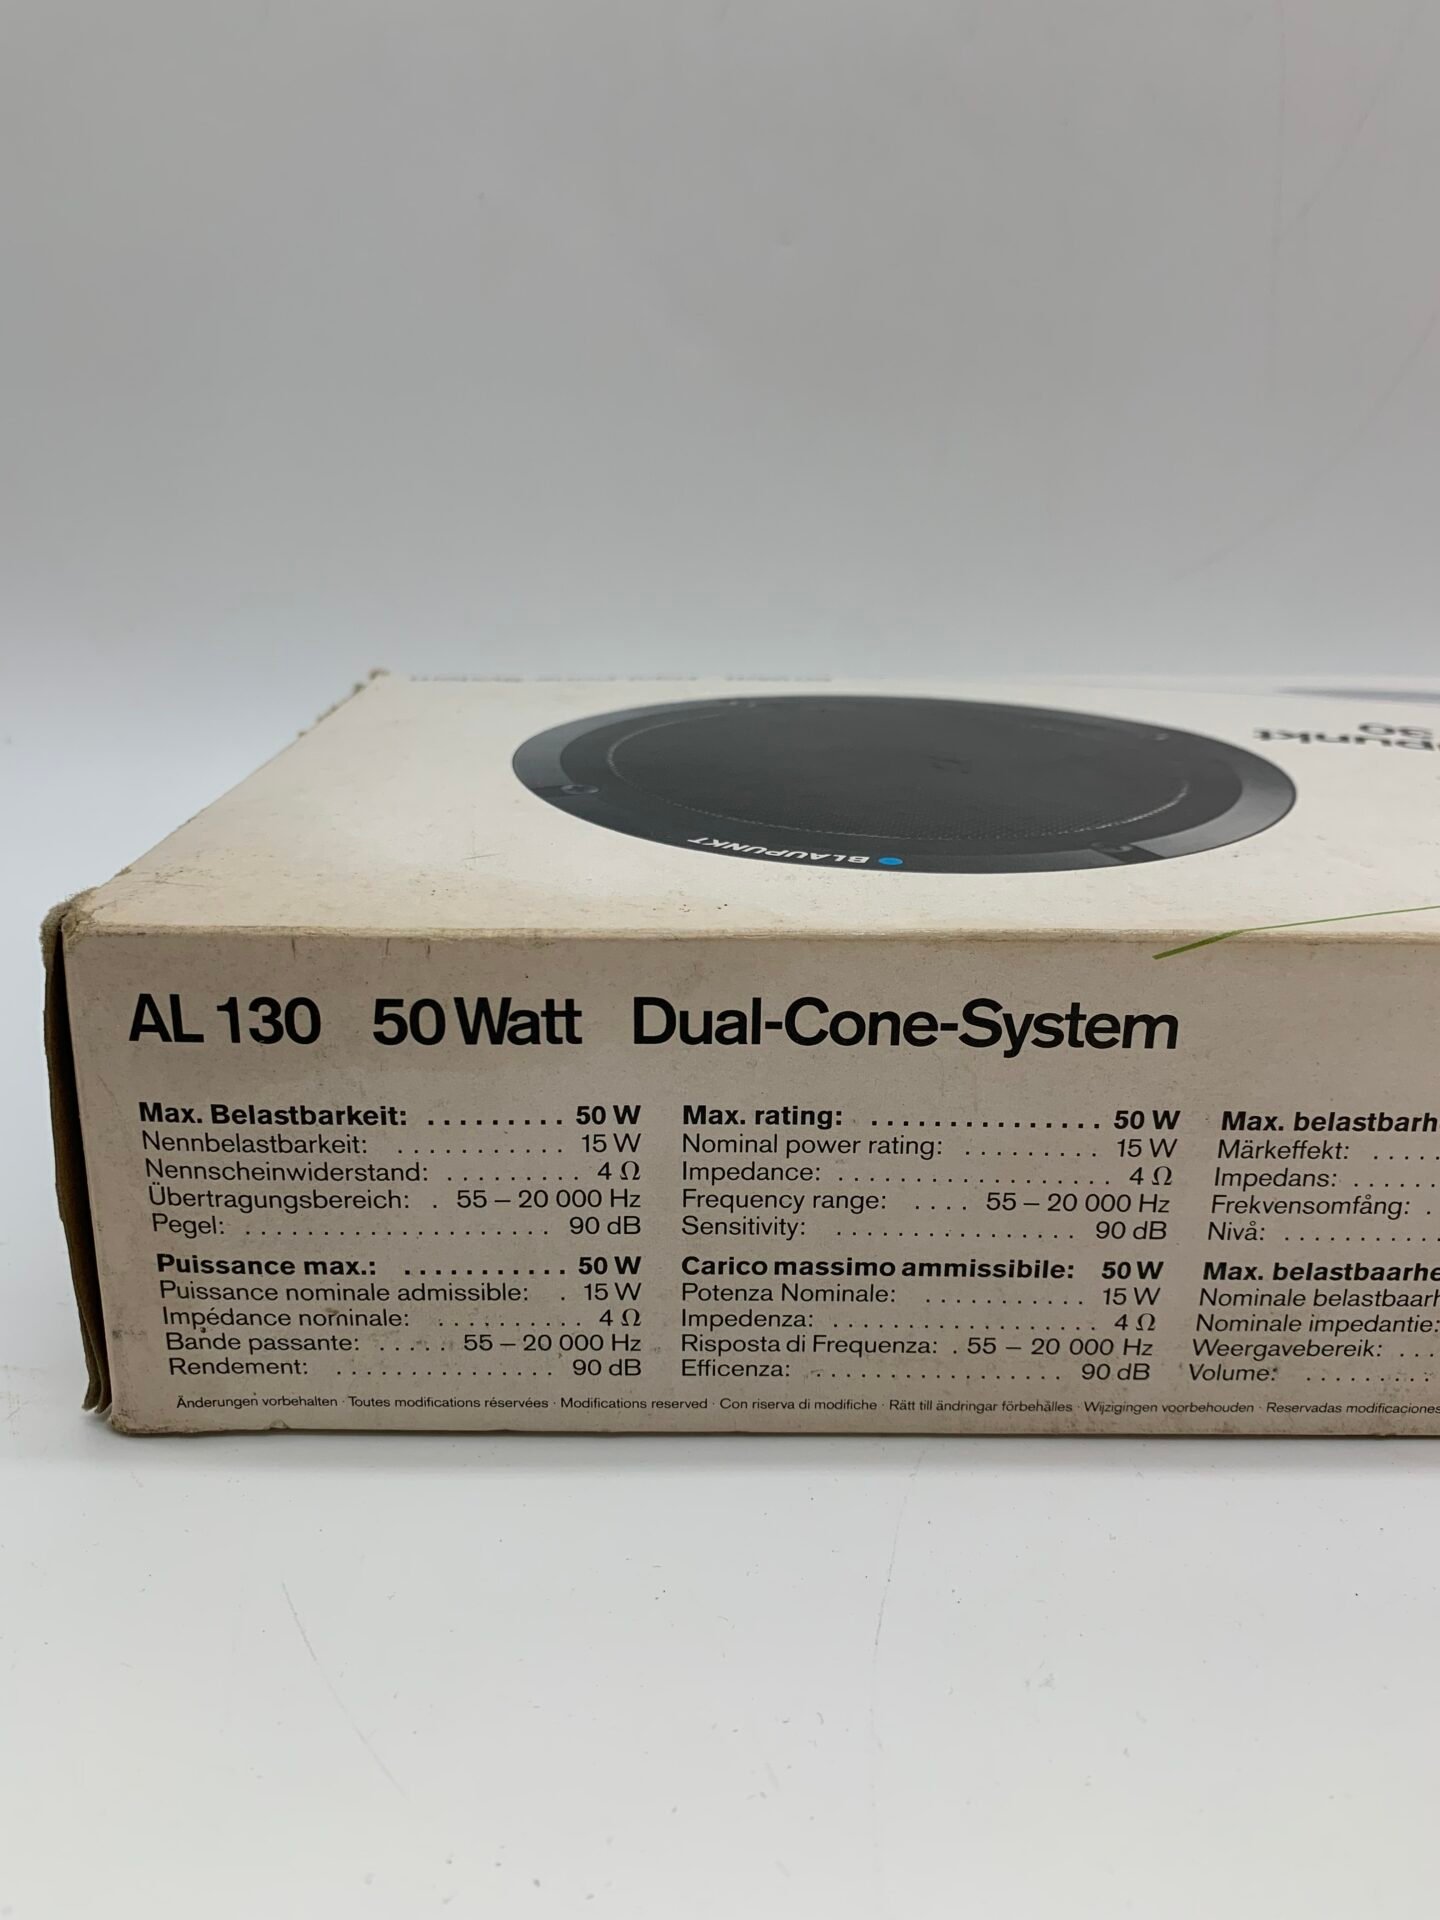 punkt
30
BLAUPUNKT
AL 130 50 Watt Dual-Cone-System
Max. Belastbarkeit: ......... 50 W
Nennbelastbarkeit: ........... 15 W
Nennscheinwiderstand: ......... 4 Ω
Übertragungsbereich: . 55 – 20 000 Hz
Pegel: .................... 90 dB
Max. rating: ............... 50 W
Nominal power rating: ......... 15 W
Impedance: .................. 4 Ω
Frequency range: .... 55 – 20 000 Hz
Sensitivity: ................ 90 dB
Max. belastbarh
Märkeffekt: ....
Impedans: ......
Frekvensomfång: .
Nivå: ..........
Puissance max.: ........... 50 W
Puissance nominale admissible: . 15 W
Impédance nominale: .......... 4 Ω
Bande passante: ..... 55 – 20 000 Hz
Rendement: .............. 90 dB
Carico massimo ammissibile: 50 W
Potenza Nominale: ........... 15 W
Impedenza: .................. 4 Ω
Risposta di Frequenza: . 55 – 20 000 Hz
Efficenza: ................. 90 dB
Max. belastbaarhe
Nominale belastbaarh
Nominale impedantie:
Weergavebereik: ...
Volume: .........
Änderungen vorbehalten · Toutes modifications réservées · Modifications reserved · Con riserva di modifiche · Rätt till ändringar förbehålles · Wijzigingen voorbehouden · Reservadas modificaciones